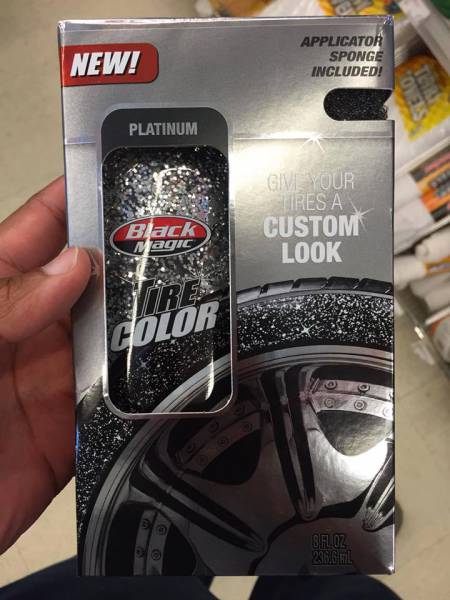 NEW!
APPLICATOR
SPONGE
INCLUDED!
PLATINUM
GIVE YOUR
TIRES A
CUSTOM
LOOK
Black
Magic
TIRE
COLOR
8 FL OZ
236.6 mL